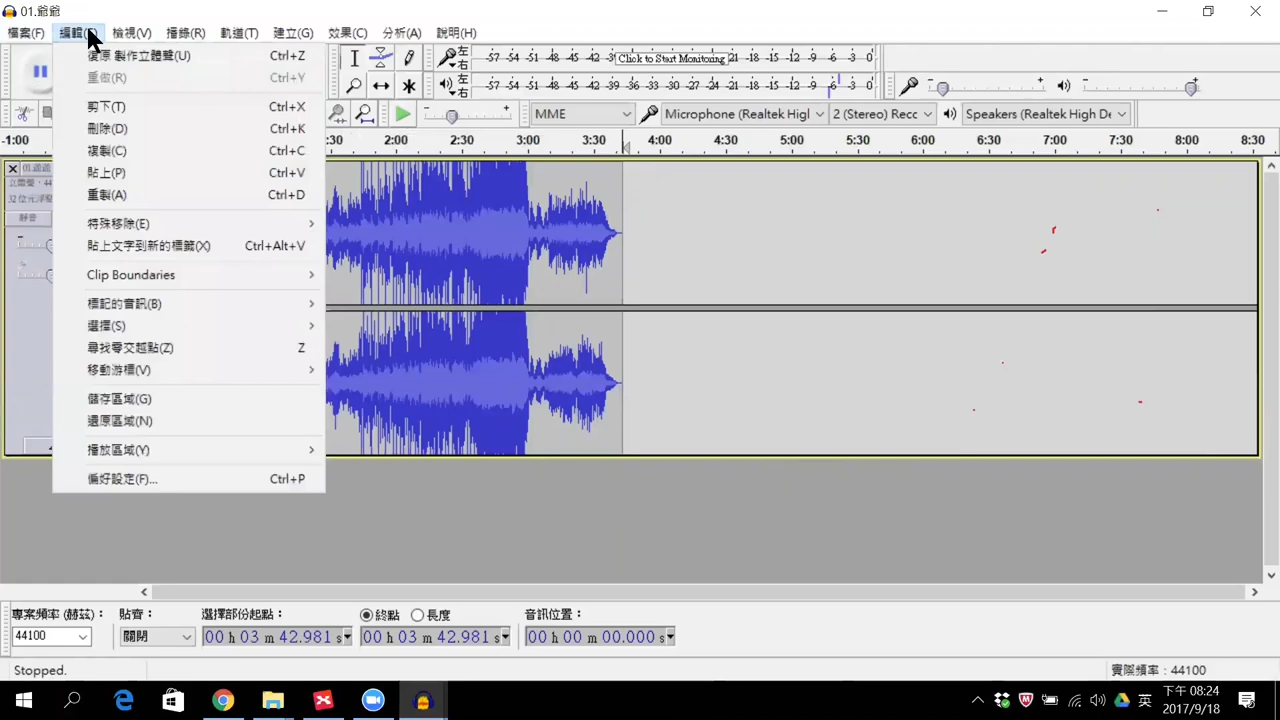 01.爺爺
檔案(F) 編輯 檢視(V) 播錄(R) 軌道(T) 建立(G) 效果(C) 分析(A) 說明(H)
復原 製作立體聲(U) Ctrl+Z
重做(R) Ctrl+Y
剪下(T) Ctrl+X
刪除(D) Ctrl+K
複製(C) Ctrl+C
貼上(P) Ctrl+V
重製(A) Ctrl+D
特殊移除(E)
貼上文字到新的標籤(X) Ctrl+Alt+V
Clip Boundaries
標記的音訊(B)
選擇(S)
尋找零交越點(Z) Z
移動游標(V)
儲存區域(G)
還原區域(N)
播放區域(Y)
偏好設定(F)... Ctrl+P
左 右 -57 -54 -51 -48 -45 -42 Click to Start Monitoring 21 -18 -15 -12 -9 -6 -3 0
左 右 -57 -54 -51 -48 -45 -42 -39 -36 -33 -30 -27 -24 -21 -18 -15 -12 -9 -6 -3 0
MME Microphone (Realtek High 2 (Stereo) Recc Speakers (Realtek High De
-1:00 :30 2:00 2:30 3:00 3:30 4:00 4:30 5:00 5:30 6:00 6:30 7:00 7:30 8:00 8:30
立體聲, 44
32 位元浮
靜音
專案頻率 (赫茲)： 貼齊： 選擇部份起點： 終點 長度 音訊位置：
44100 關閉 00 h 03 m 42.981 s 00 h 03 m 42.981 s 00 h 00 m 00.000 s
Stopped. 實際頻率：44100
英 下午 08:24
2017/9/18